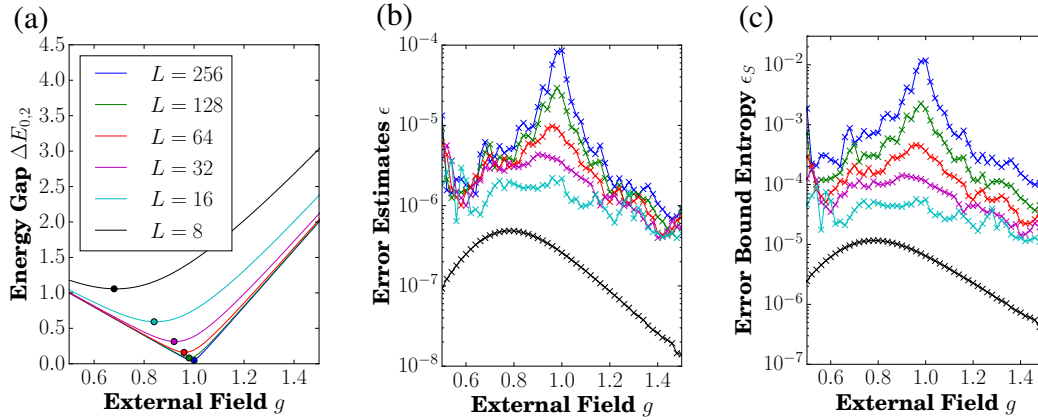 (a)
4.5
4.0
3.5
3.0
2.5
2.0
1.5
1.0
0.5
0.0
Energy Gap ΔE_{0,2}
L = 256
L = 128
L = 64
L = 32
L = 16
L = 8
0.6 0.8 1.0 1.2 1.4
External Field g
(b)
10^{-4}
10^{-5}
10^{-6}
10^{-7}
10^{-8}
Error Estimates ϵ
0.6 0.8 1.0 1.2 1.4
External Field g
(c)
10^{-2}
10^{-3}
10^{-4}
10^{-5}
10^{-6}
10^{-7}
Error Bound Entropy ϵ_S
0.6 0.8 1.0 1.2 1.4
External Field g